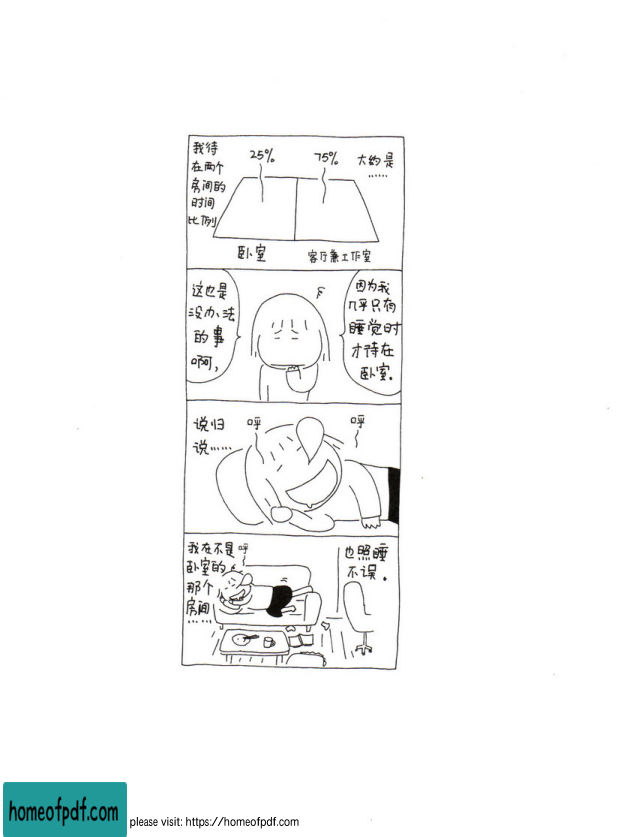 我待
在两个
房间的
时间
比例
25%
75%
大约是
……
卧室
客厅兼工作室
这也是
没办法
的事
啊，
因为我
几乎只有
睡觉时
才待在
卧室。
说归
说……
呼
呼
我在不是
卧室的
那个
房间
……
呼
也照睡
不误。
homeofpdf.com
please visit: https://homeofpdf.com